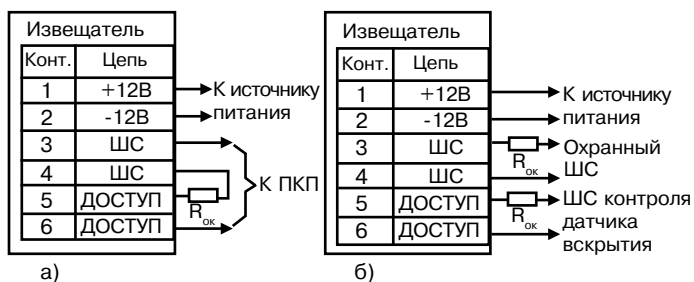 Извещатель
Конт. Цепь
1 +12В К источнику
2 -12В питания
3 ШС
4 ШС К ПКП
5 ДОСТУП
Rок
6 ДОСТУП
а)
Извещатель
Конт. Цепь
1 +12В К источнику
2 -12В питания
3 ШС Охранный
Rок ШС
4 ШС
5 ДОСТУП ШС контроля
Rок датчика
6 ДОСТУП вскрытия
б)